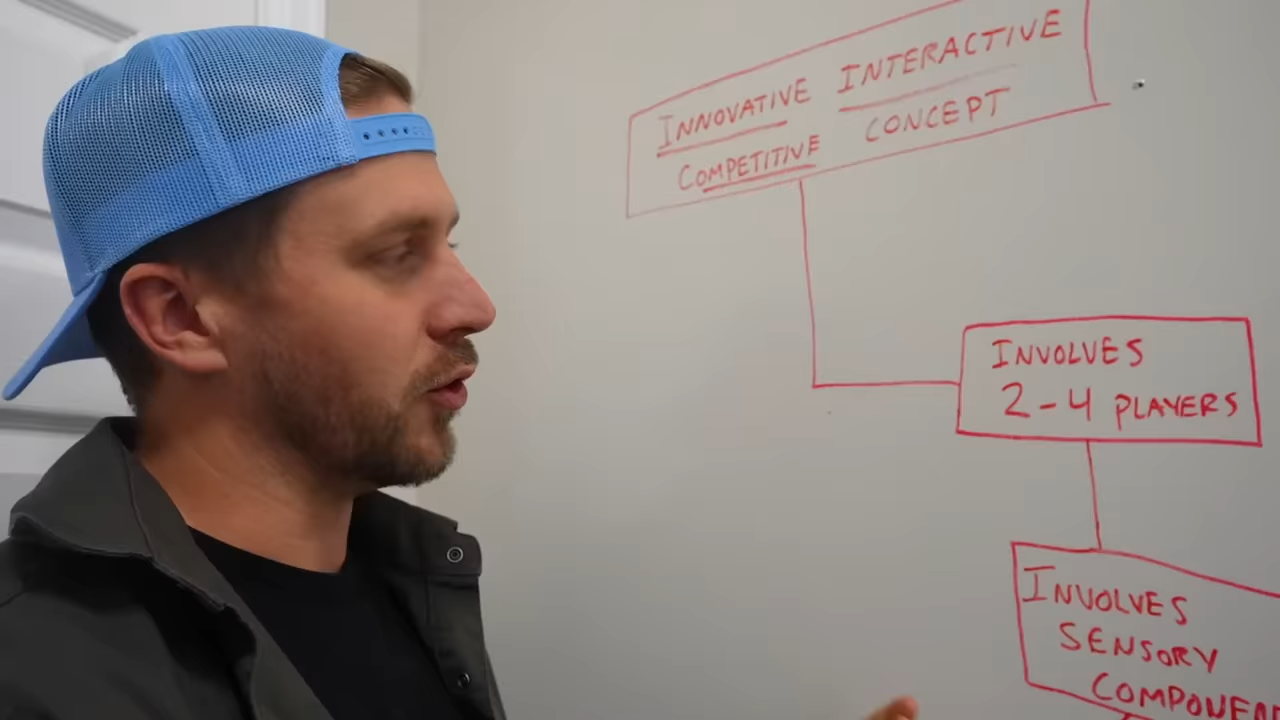 INNOVATIVE INTERACTIVE
COMPETITIVE CONCEPT
INVOLVES
2-4 PLAYERS
INVOLVES
SENSORY